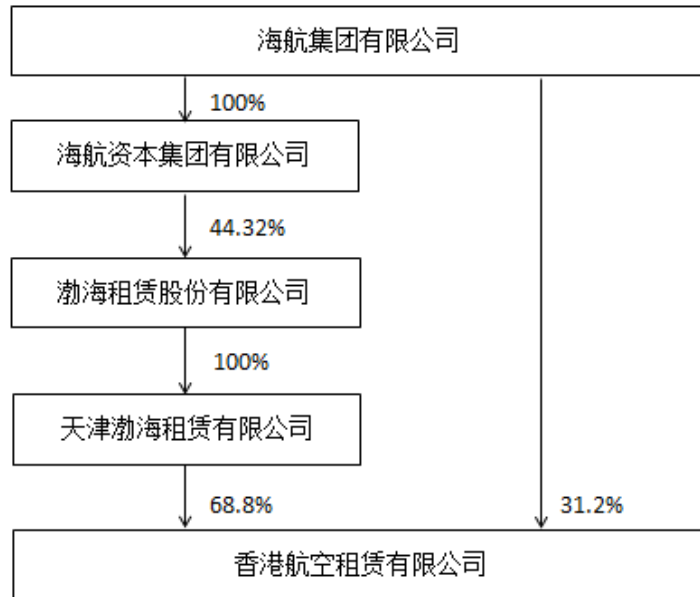 海航集团有限公司
100%
海航资本集团有限公司
44.32%
渤海租赁股份有限公司
100%
天津渤海租赁有限公司
68.8%
31.2%
香港航空租赁有限公司